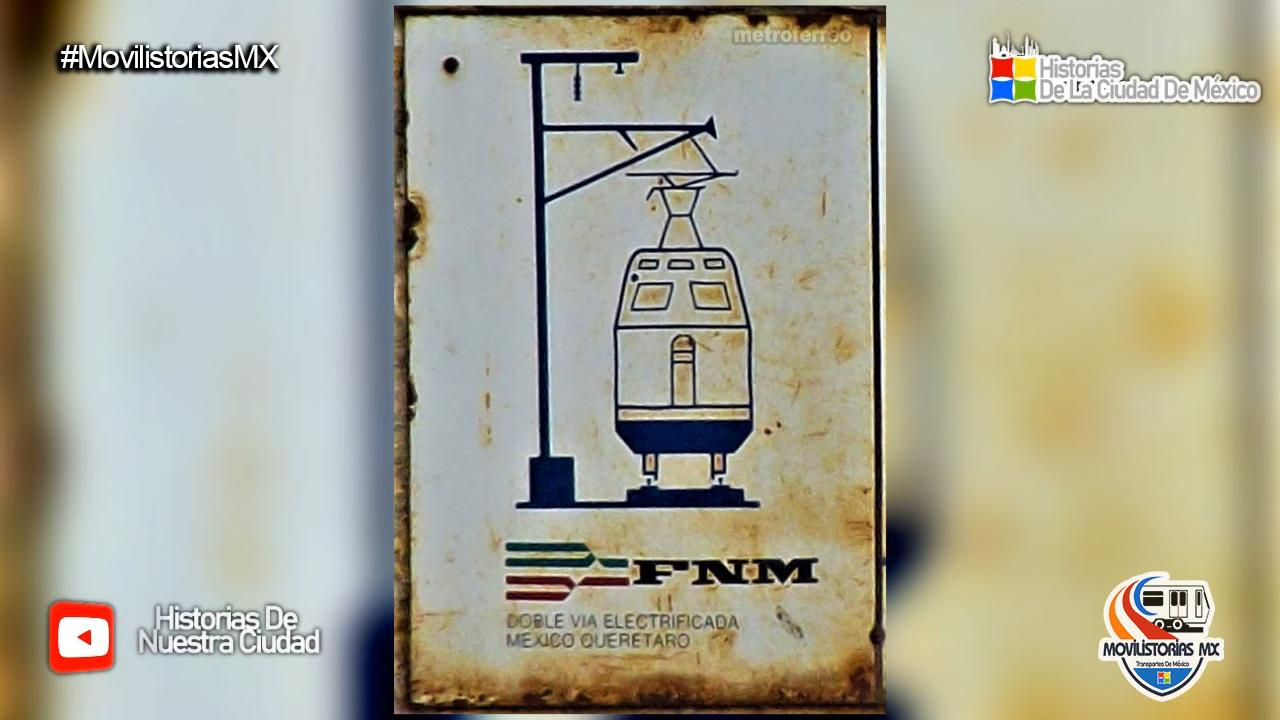 #MovilistoriasMX
metroferreo
Historias
De La Ciudad De México
FNM
DOBLE VIA ELECTRIFICADA
MEXICO QUERETARO
Historias De
Nuestra Ciudad
MOVILISTORIAS MX
Transportes De México